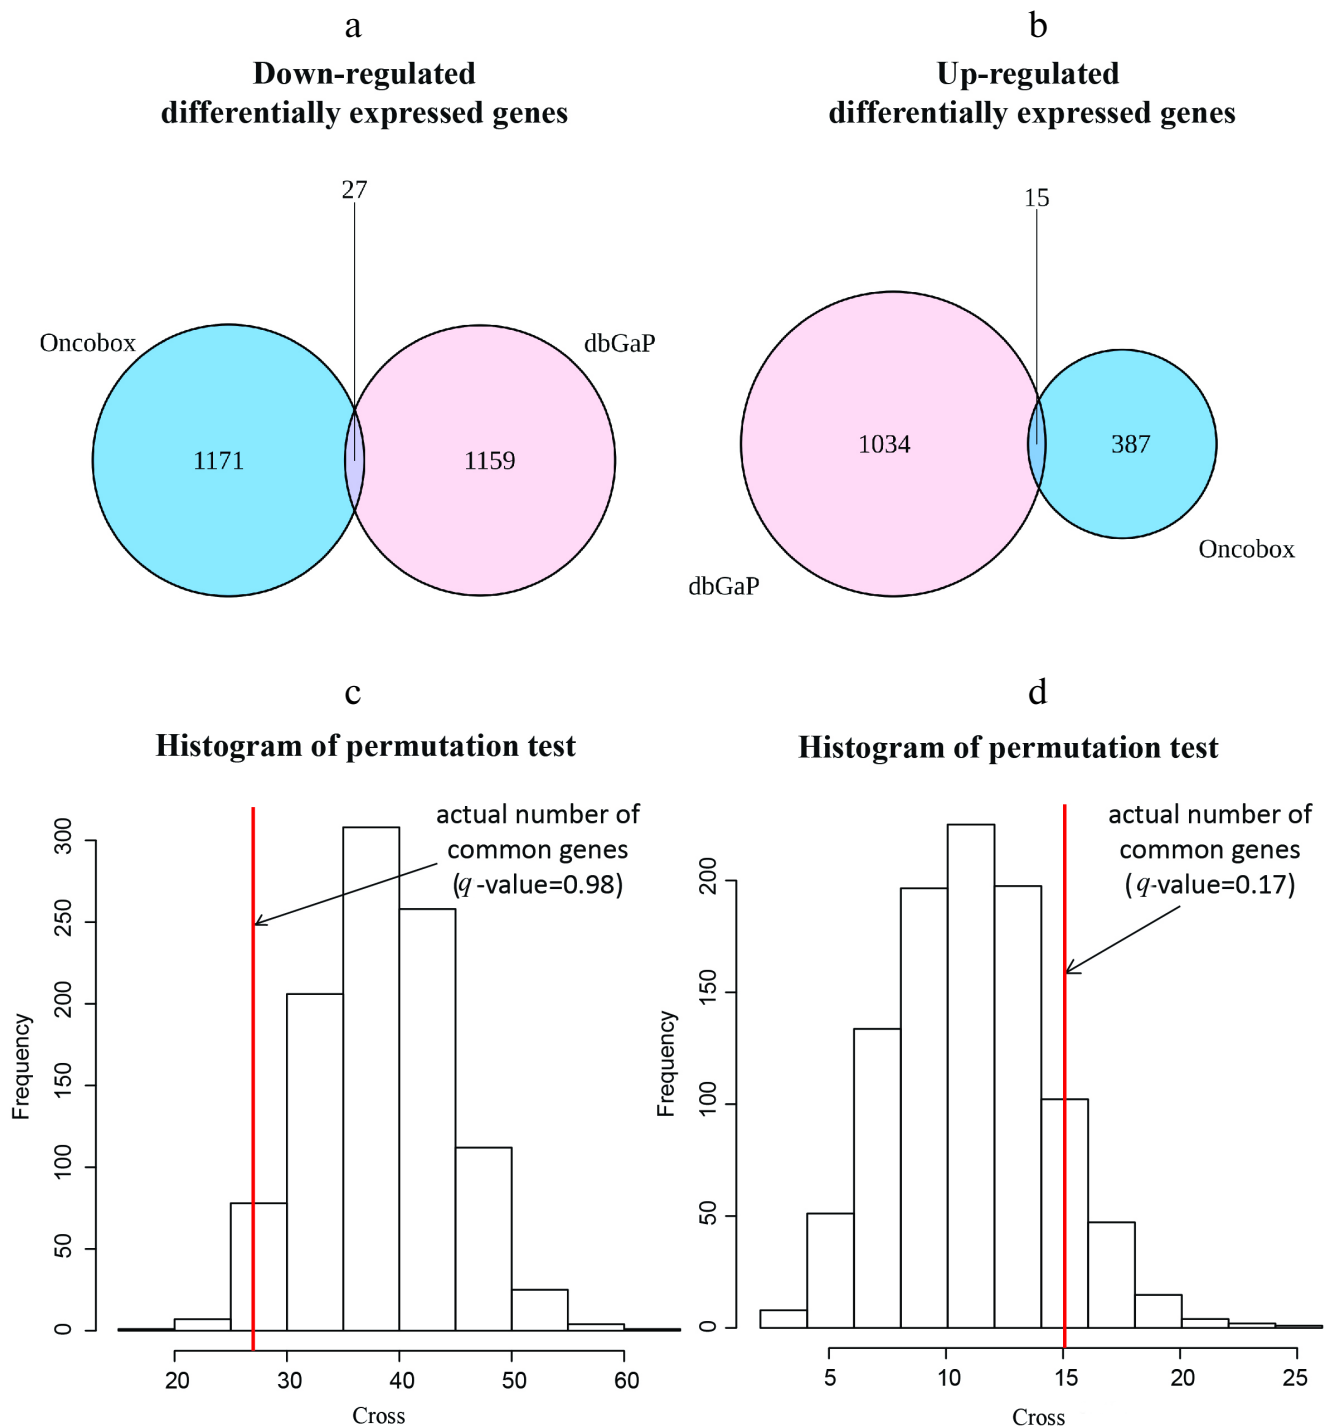 a
Down-regulated
differentially expressed genes
27
Oncobox
dbGaP
1171
1159
b
Up-regulated
differentially expressed genes
15
1034
387
Oncobox
dbGaP
c
Histogram of permutation test
actual number of
common genes
(q-value=0.98)
Frequency
0
50
100
150
200
250
300
20
30
40
50
60
Cross
d
Histogram of permutation test
actual number of
common genes
(q-value=0.17)
Frequency
0
50
100
150
200
5
10
15
20
25
Cross